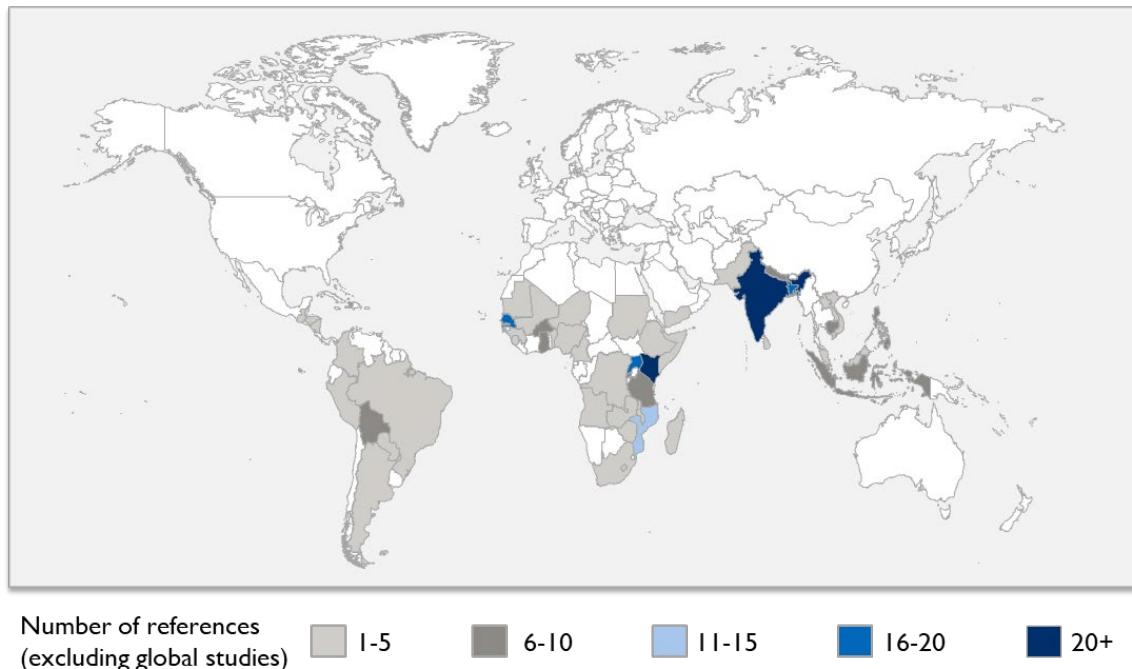 Number of references
(excluding global studies)
1-5
6-10
11-15
16-20
20+